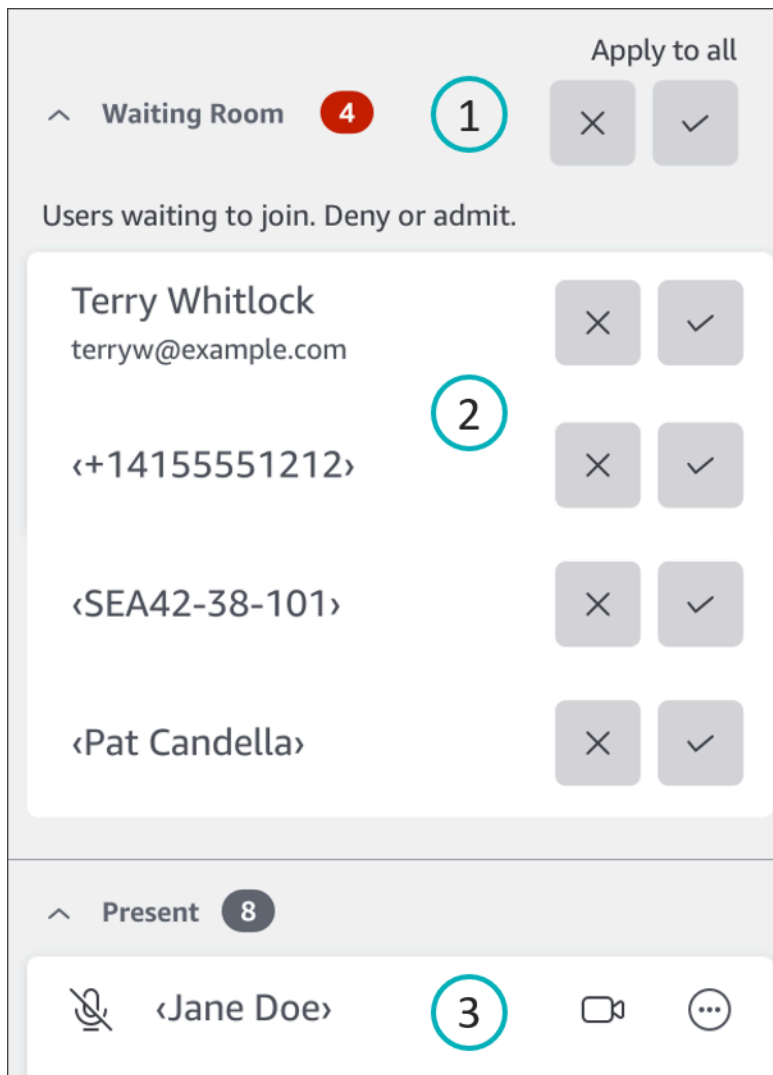 Apply to all
Waiting Room 4 1
Users waiting to join. Deny or admit.
Terry Whitlock
terryw@example.com
2
‹+14155551212›
‹SEA42-38-101›
‹Pat Candella›
Present 8
‹Jane Doe› 3